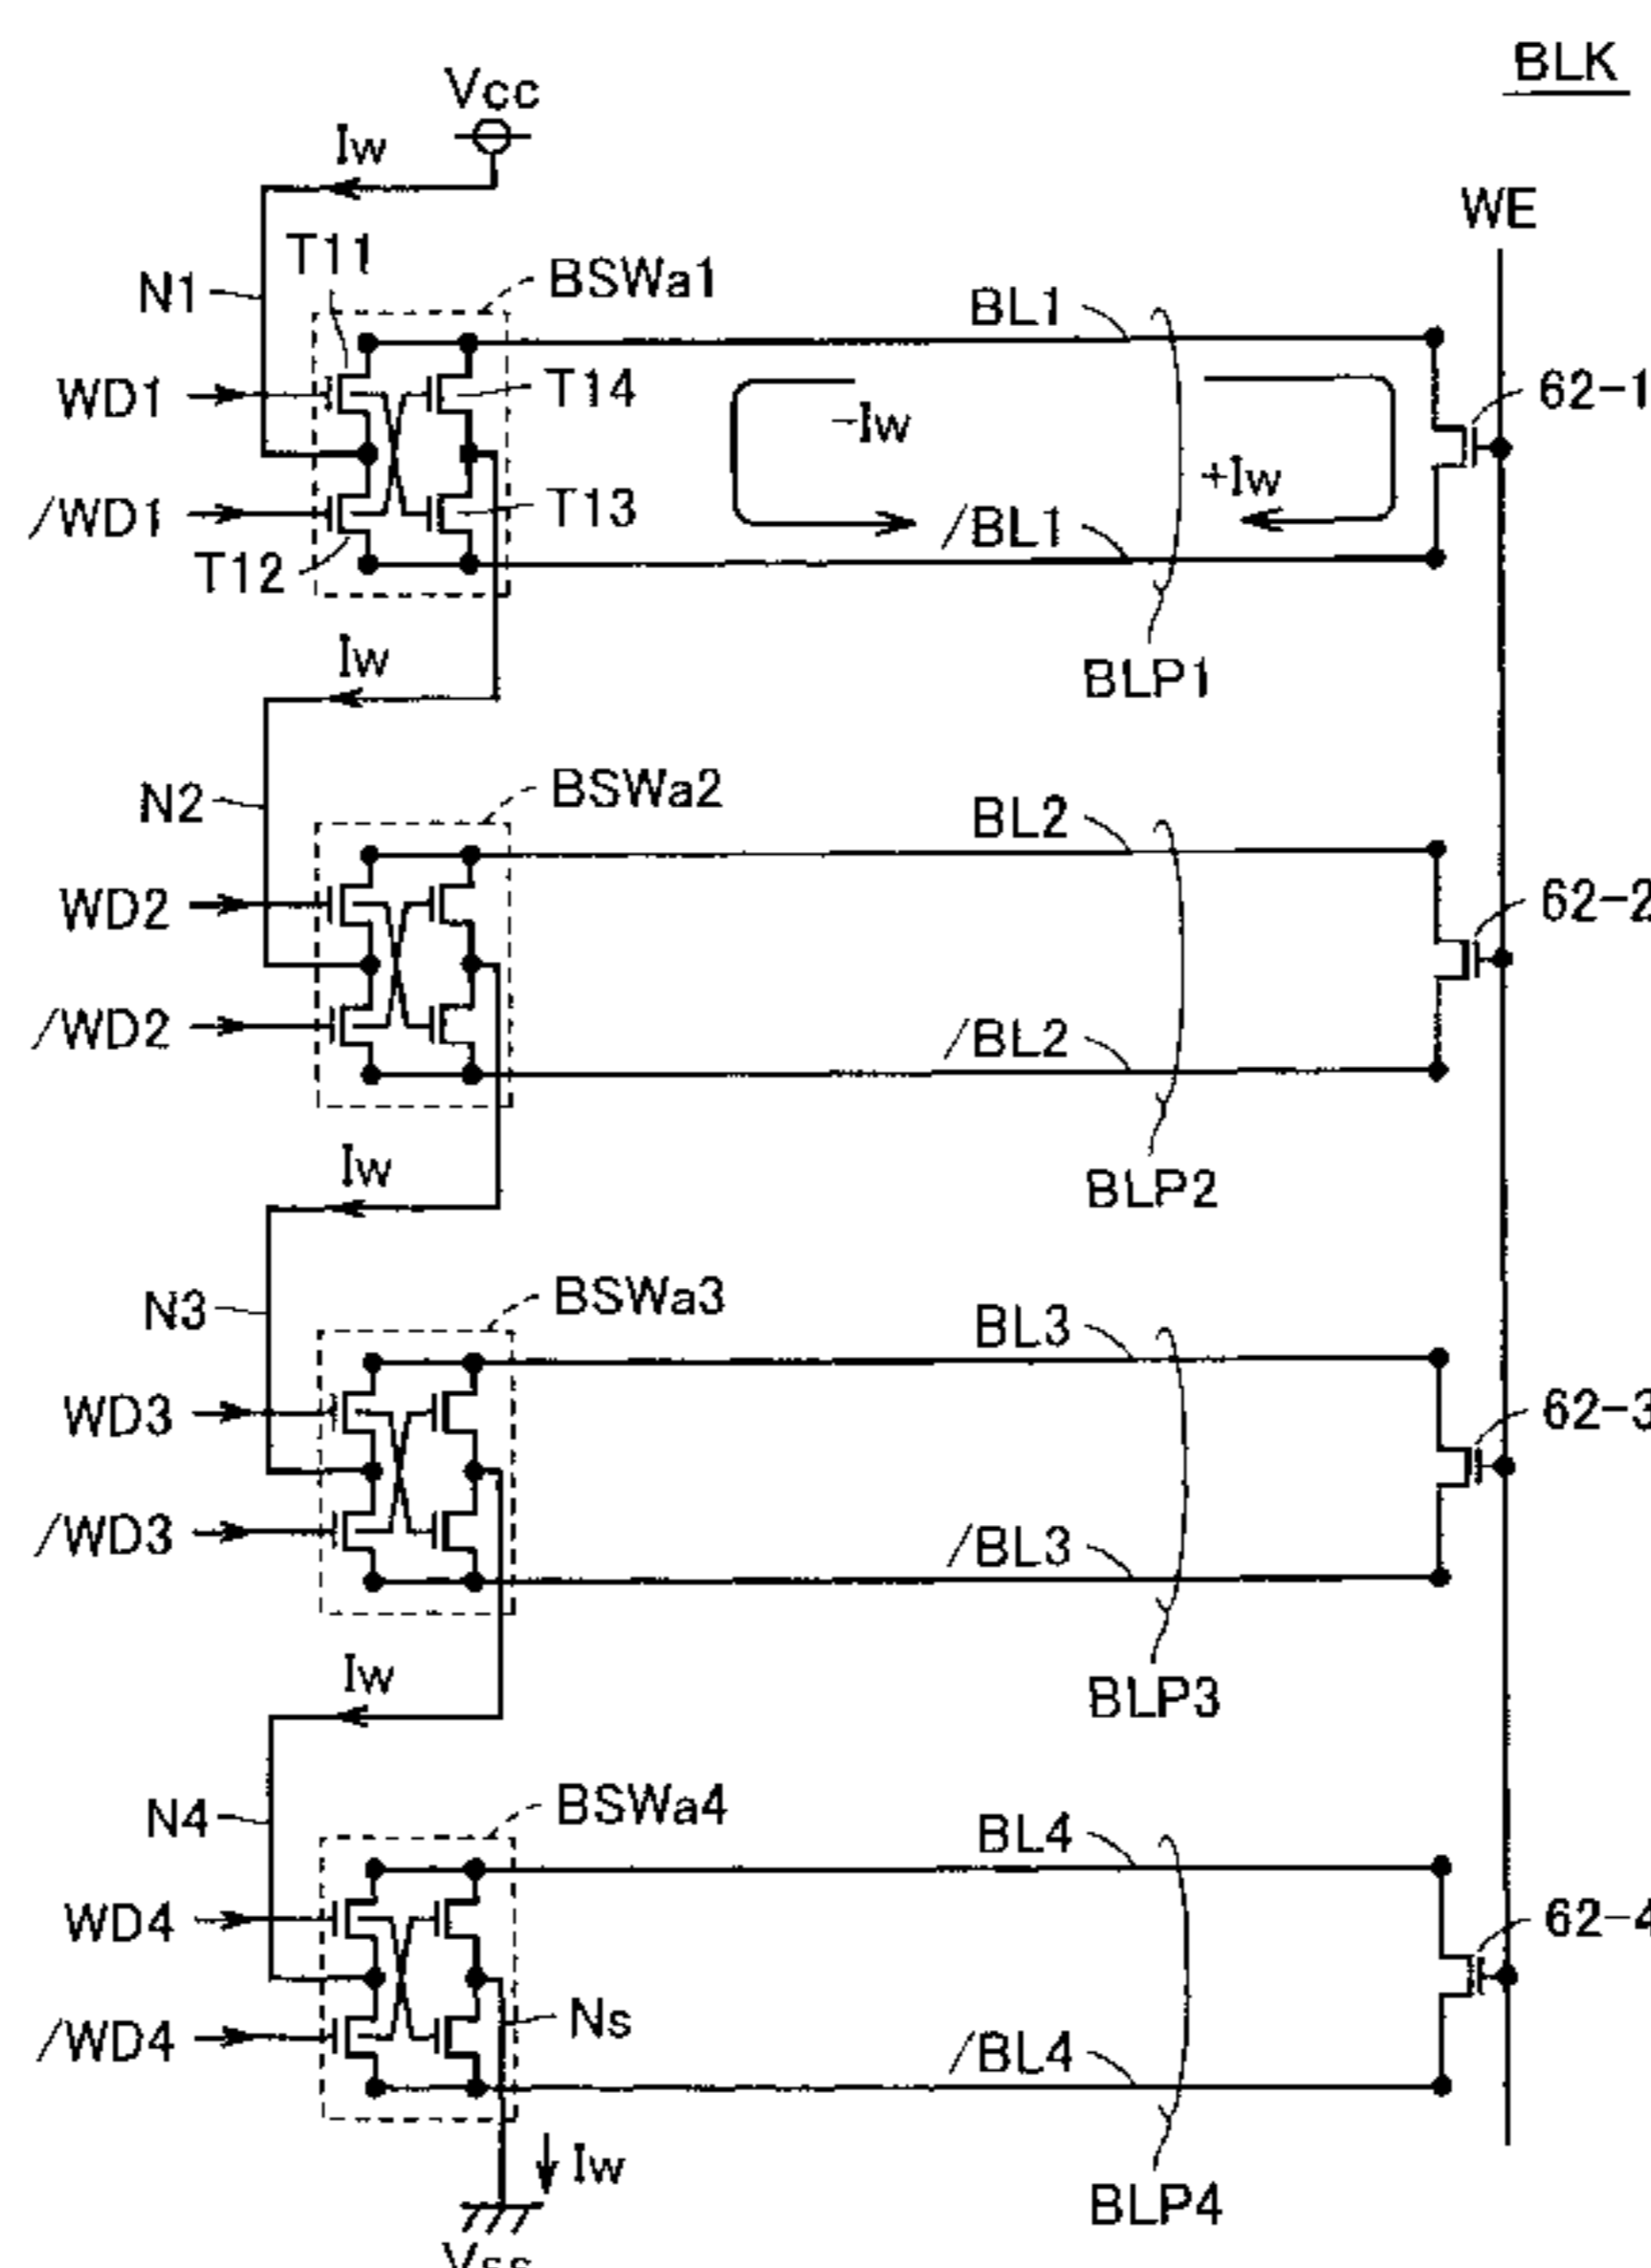 BLK
Vcc
Iw
WE
T11
N1
BSWa1
BL1
WD1
T14
-Iw
62-1
+Iw
/WD1
T13
/BL1
T12
Iw
BLP1
N2
BSWa2
BL2
WD2
62-2
/WD2
/BL2
Iw
BLP2
N3
BSWa3
BL3
WD3
62-3
/WD3
/BL3
Iw
BLP3
N4
BSWa4
BL4
WD4
62-4
Ns
/WD4
/BL4
Iw
BLP4
Vss